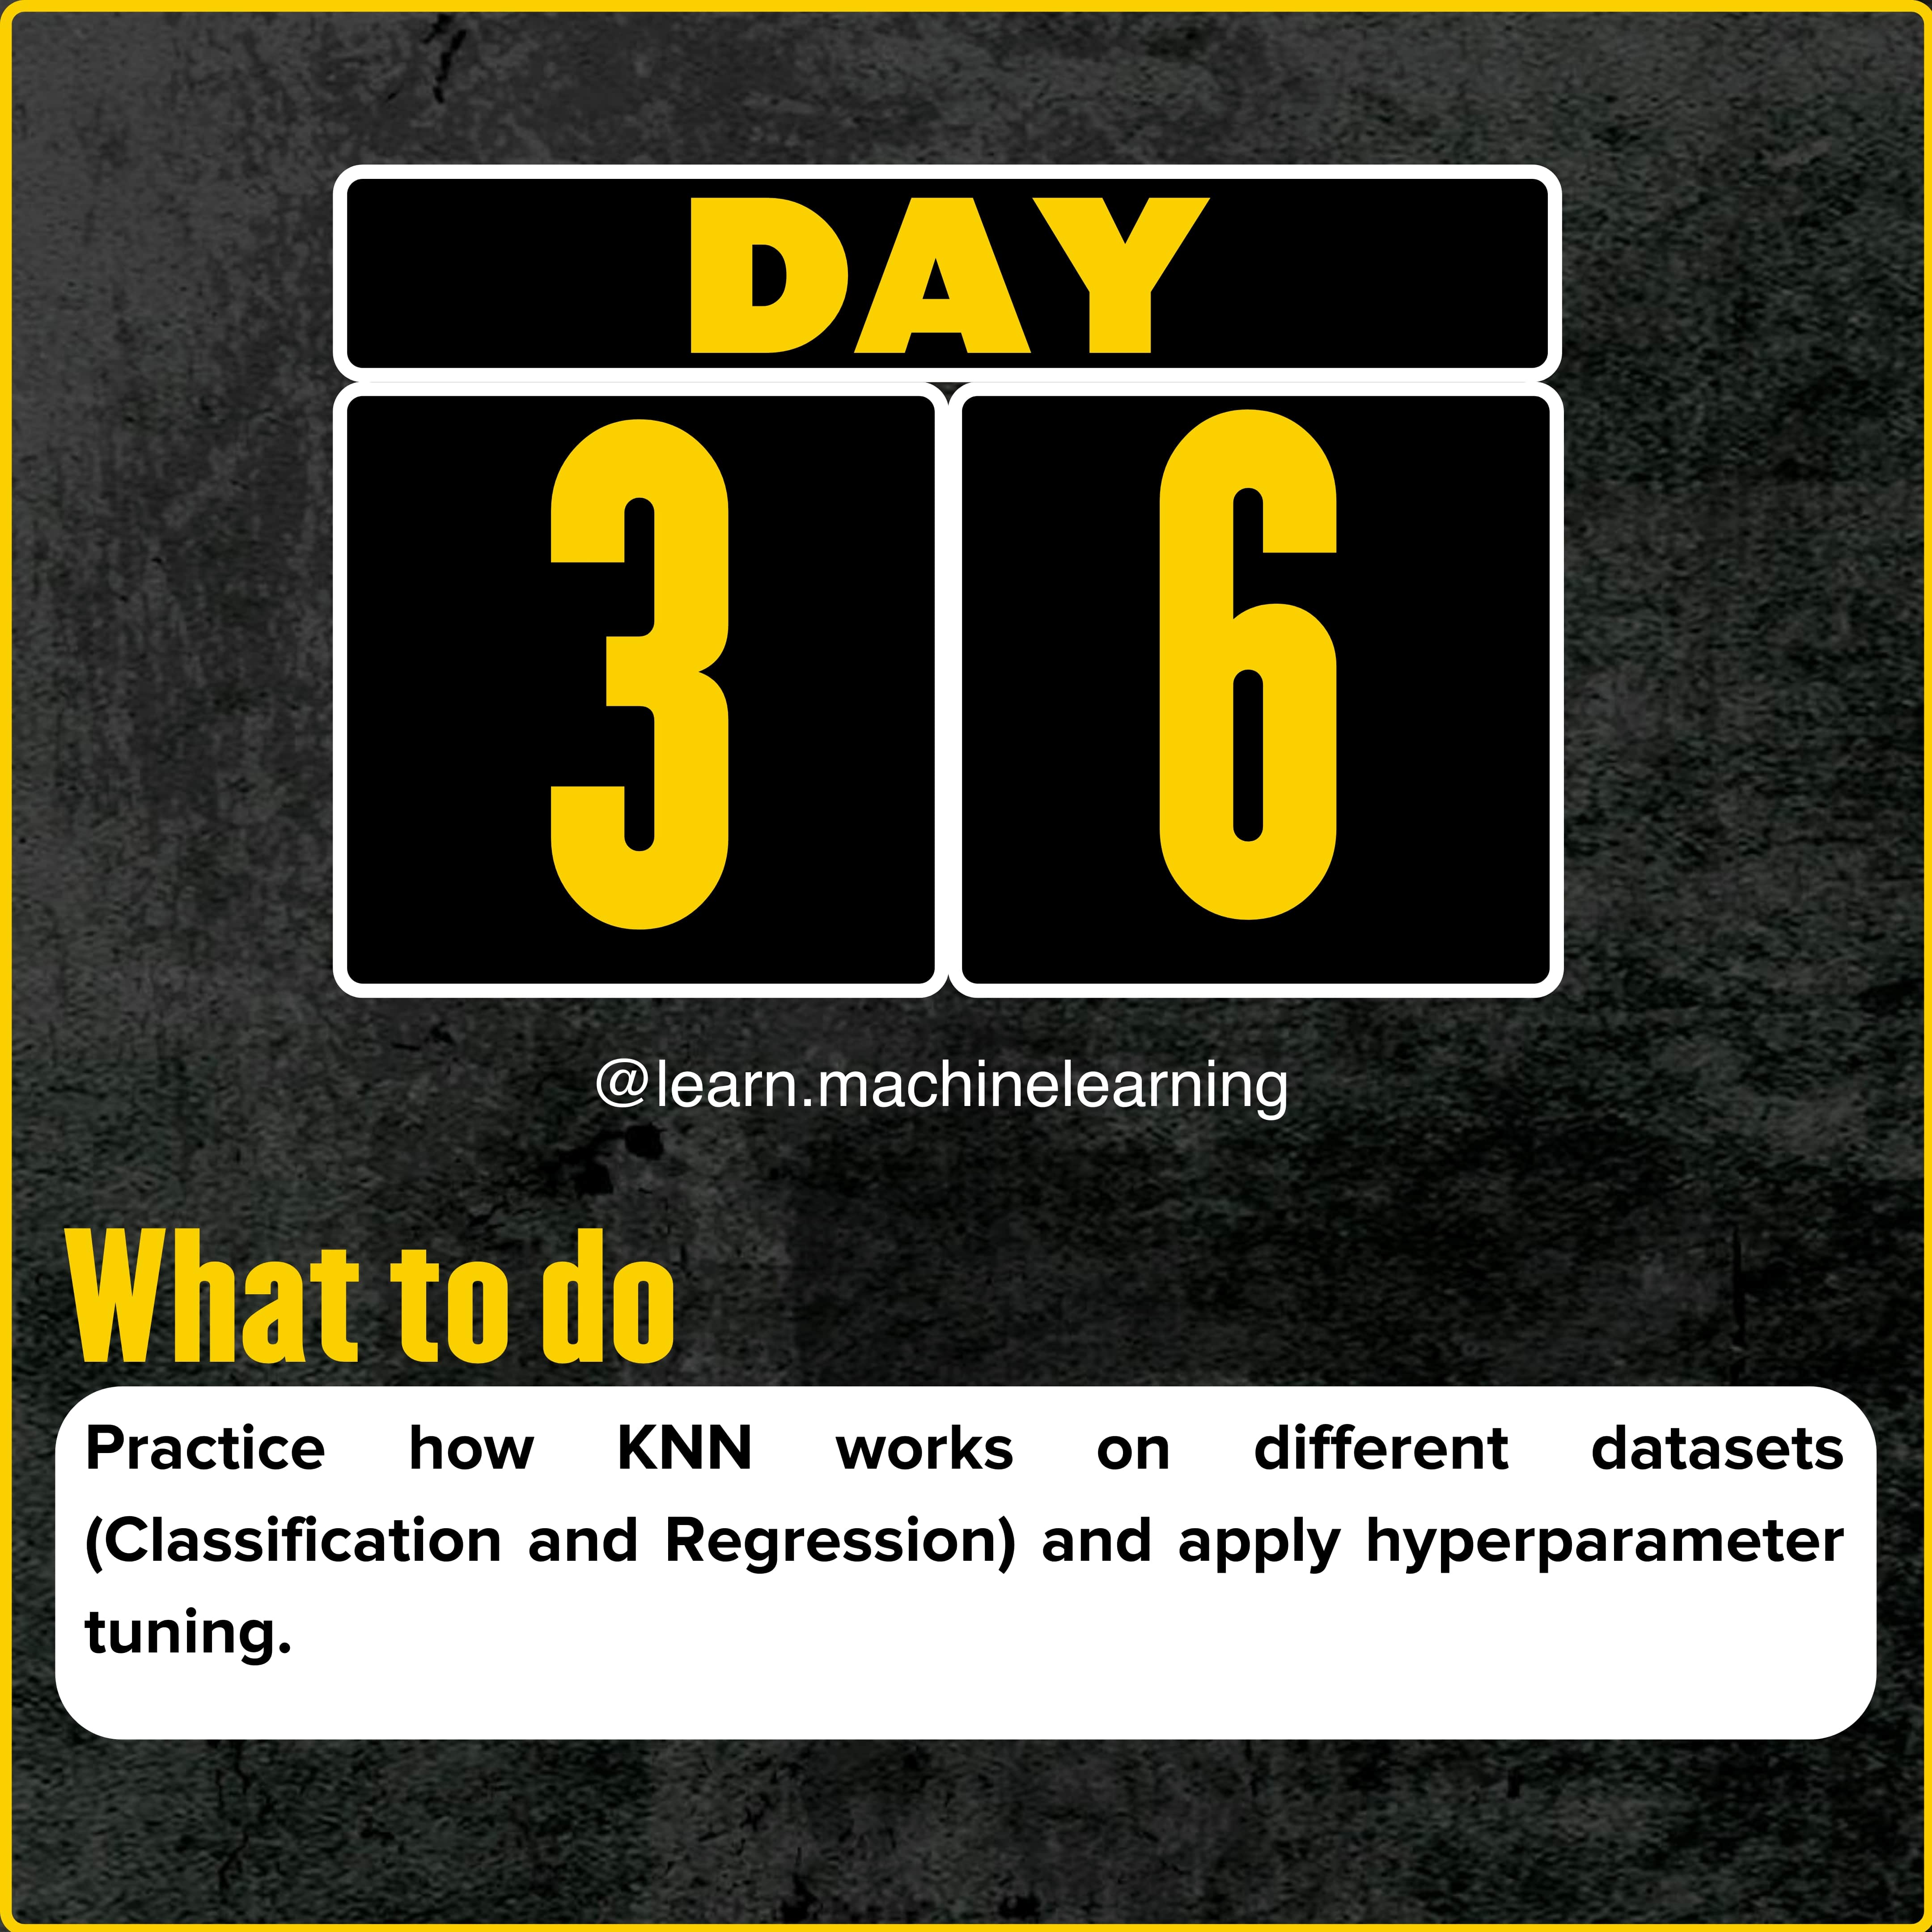 DAY
3 6
@learn.machinelearning
What to do
Practice how KNN works on different datasets
(Classification and Regression) and apply hyperparameter
tuning.